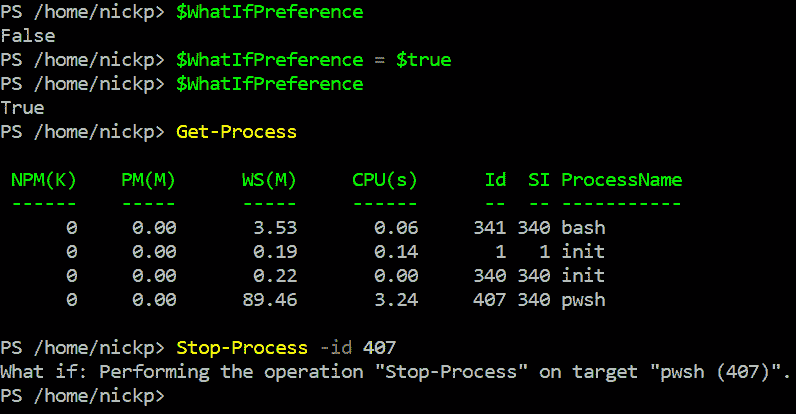 PS /home/nickp> $WhatIfPreference
False
PS /home/nickp> $WhatIfPreference = $true
PS /home/nickp> $WhatIfPreference
True
PS /home/nickp> Get-Process
NPM(K) PM(M) WS(M) CPU(s) Id SI ProcessName
------ ----- ----- ------ -- -- -----------
0 0.00 3.53 0.06 341 340 bash
0 0.00 0.19 0.14 1 1 init
0 0.00 0.22 0.00 340 340 init
0 0.00 89.46 3.24 407 340 pwsh
PS /home/nickp> Stop-Process -id 407
What if: Performing the operation "Stop-Process" on target "pwsh (407)".
PS /home/nickp>